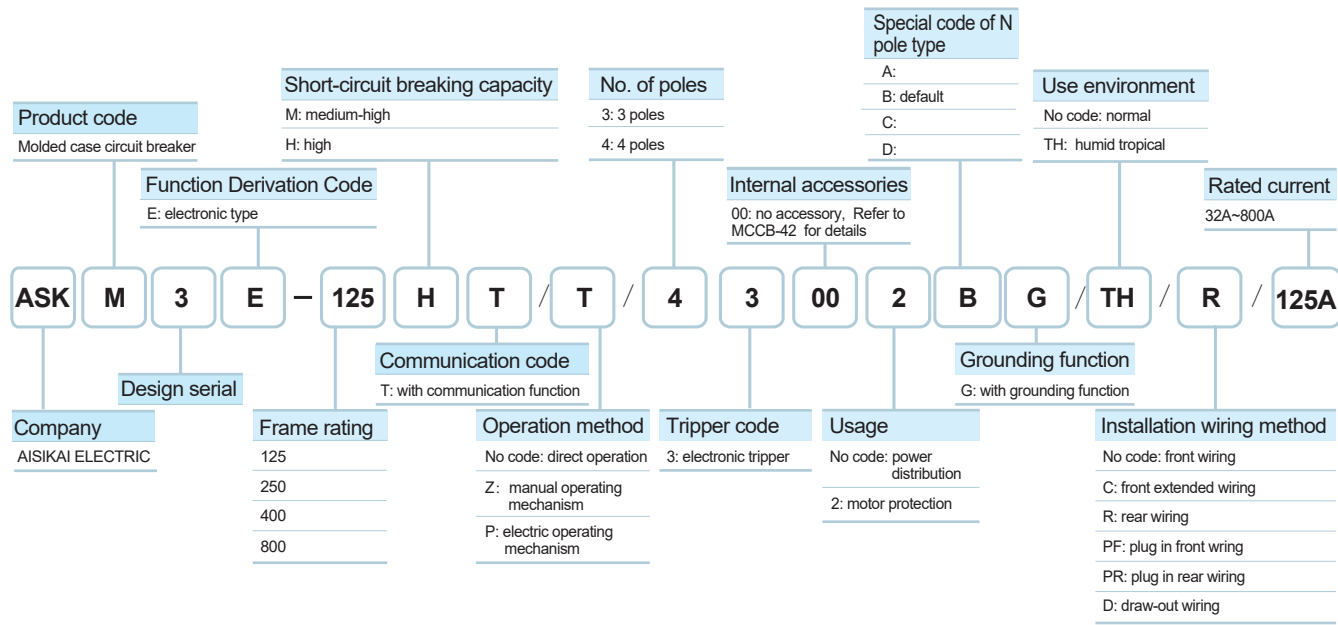 Special code of N
pole type
A:
B: default
C:
D:
Short-circuit breaking capacity
M: medium-high
H: high
No. of poles
3: 3 poles
4: 4 poles
Use environment
No code: normal
TH: humid tropical
Product code
Molded case circuit breaker
Function Derivation Code
E: electronic type
Internal accessories
00: no accessory, Refer to
MCCB-42 for details
Rated current
32A~800A
ASK M 3 E – 125 H T / T / 4 3 00 2 B G / TH / R / 125A
Communication code
T: with communication function
Grounding function
G: with grounding function
Design serial
Company
AISIKAI ELECTRIC
Frame rating
125
250
400
800
Operation method
No code: direct operation
Z: manual operating
mechanism
P: electric operating
mechanism
Tripper code
3: electronic tripper
Usage
No code: power
distribution
2: motor protection
Installation wiring method
No code: front wiring
C: front extended wiring
R: rear wiring
PF: plug in front wiring
PR: plug in rear wiring
D: draw-out wiring